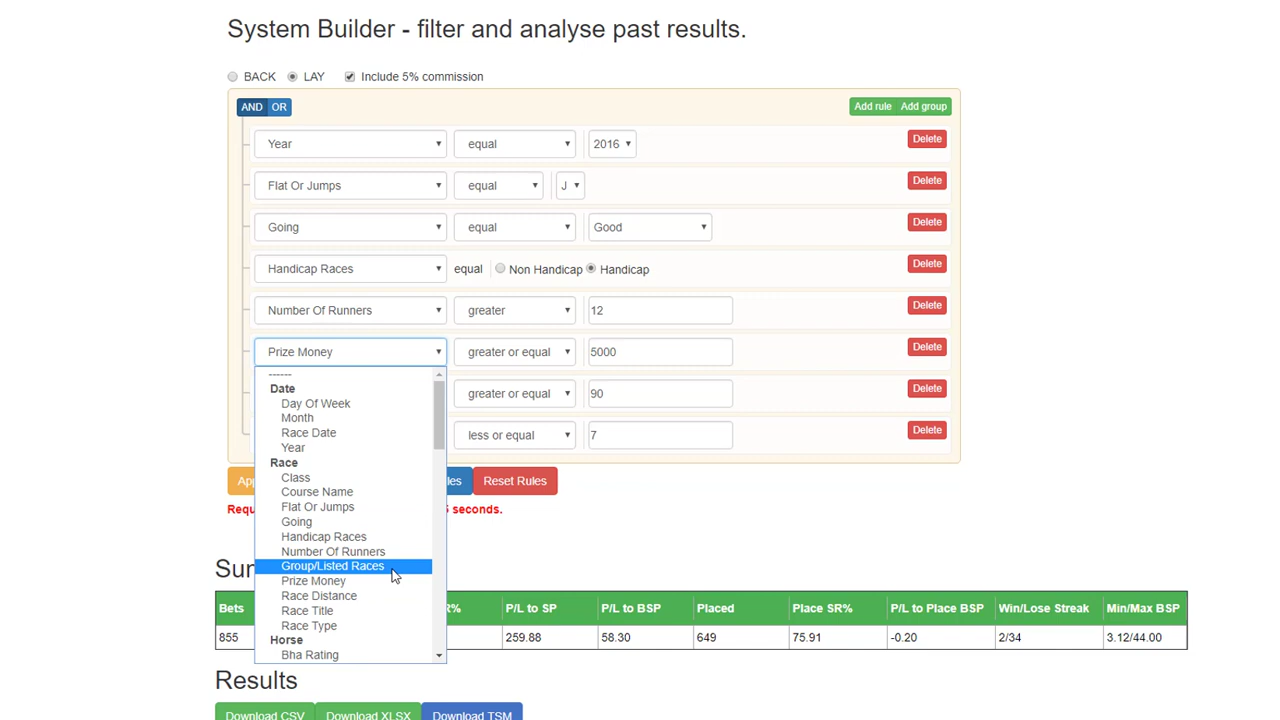 System Builder - filter and analyse past results.
BACK LAY Include 5% commission
AND OR Add rule Add group
Year equal 2016 Delete
Flat Or Jumps equal J Delete
Going equal Good Delete
Handicap Races equal Non Handicap Handicap Delete
Number Of Runners greater 12 Delete
Prize Money greater or equal 5000 Delete
------
Date
Day Of Week
greater or equal 90 Delete
Month
Race Date
less or equal 7 Delete
Year
Race
Class
Reset Rules
Course Name
Flat Or Jumps
seconds.
Going
Handicap Races
Number Of Runners
Group/Listed Races
Prize Money
Race Distance
Race Title
Race Type
Horse
Bha Rating
Bets P/L to SP P/L to BSP Placed Place SR% P/L to Place BSP Win/Lose Streak Min/Max BSP
855 259.88 58.30 649 75.91 -0.20 2/34 3.12/44.00
Results
Download CSV Download XLSX Download TSM